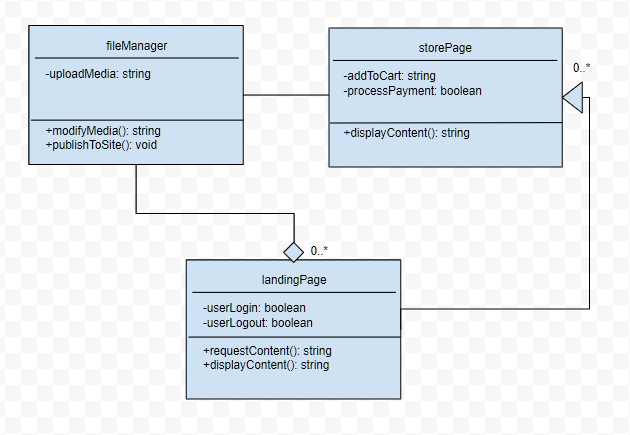 fileManager
-uploadMedia: string
+modifyMedia(): string
+publishToSite(): void
storePage
-addToCart: string
-processPayment: boolean
+displayContent(): string
0..*
0..*
landingPage
-userLogin: boolean
-userLogout: boolean
+requestContent(): string
+displayContent(): string